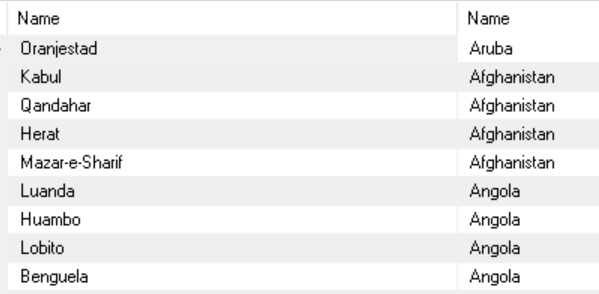 Name Name
Oranjestad Aruba
Kabul Afghanistan
Qandahar Afghanistan
Herat Afghanistan
Mazar-e-Sharif Afghanistan
Luanda Angola
Huambo Angola
Lobito Angola
Benguela Angola